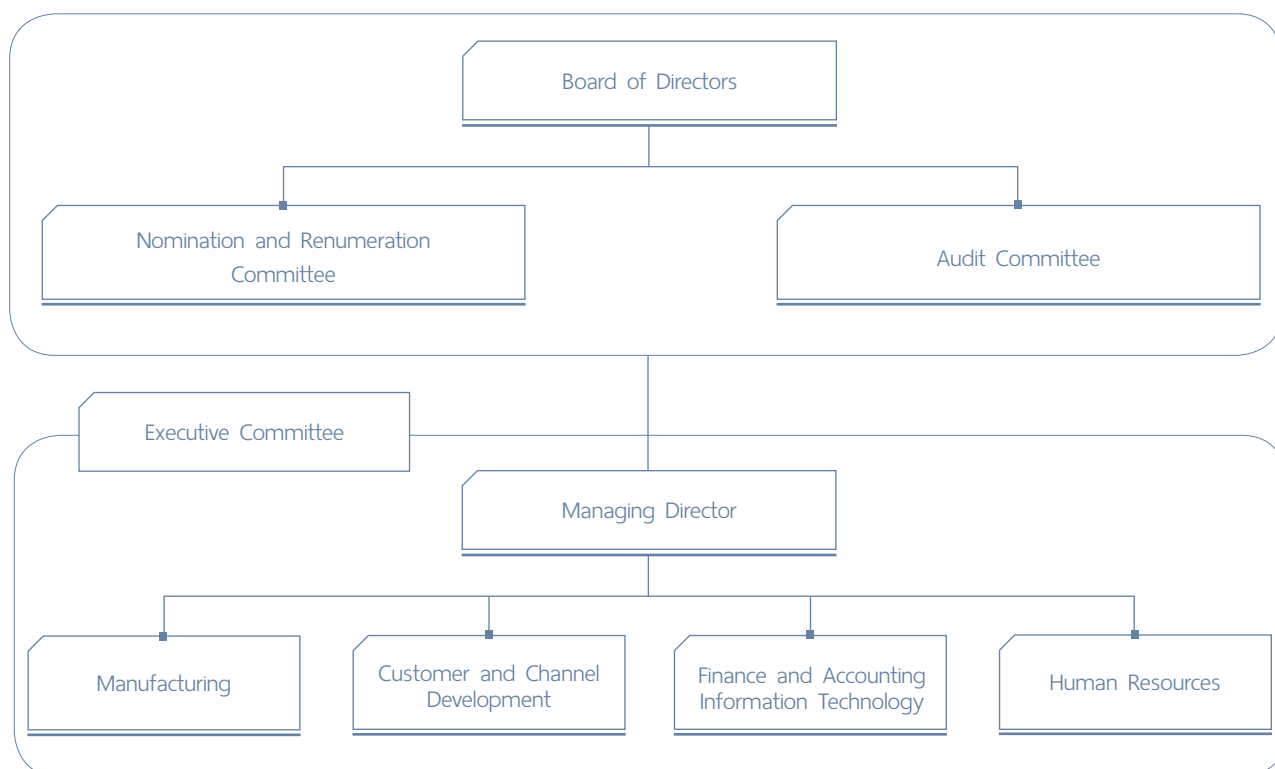 Board of Directors
Nomination and Renumeration
Committee
Audit Committee
Executive Committee
Managing Director
Manufacturing
Customer and Channel
Development
Finance and Accounting
Information Technology
Human Resources